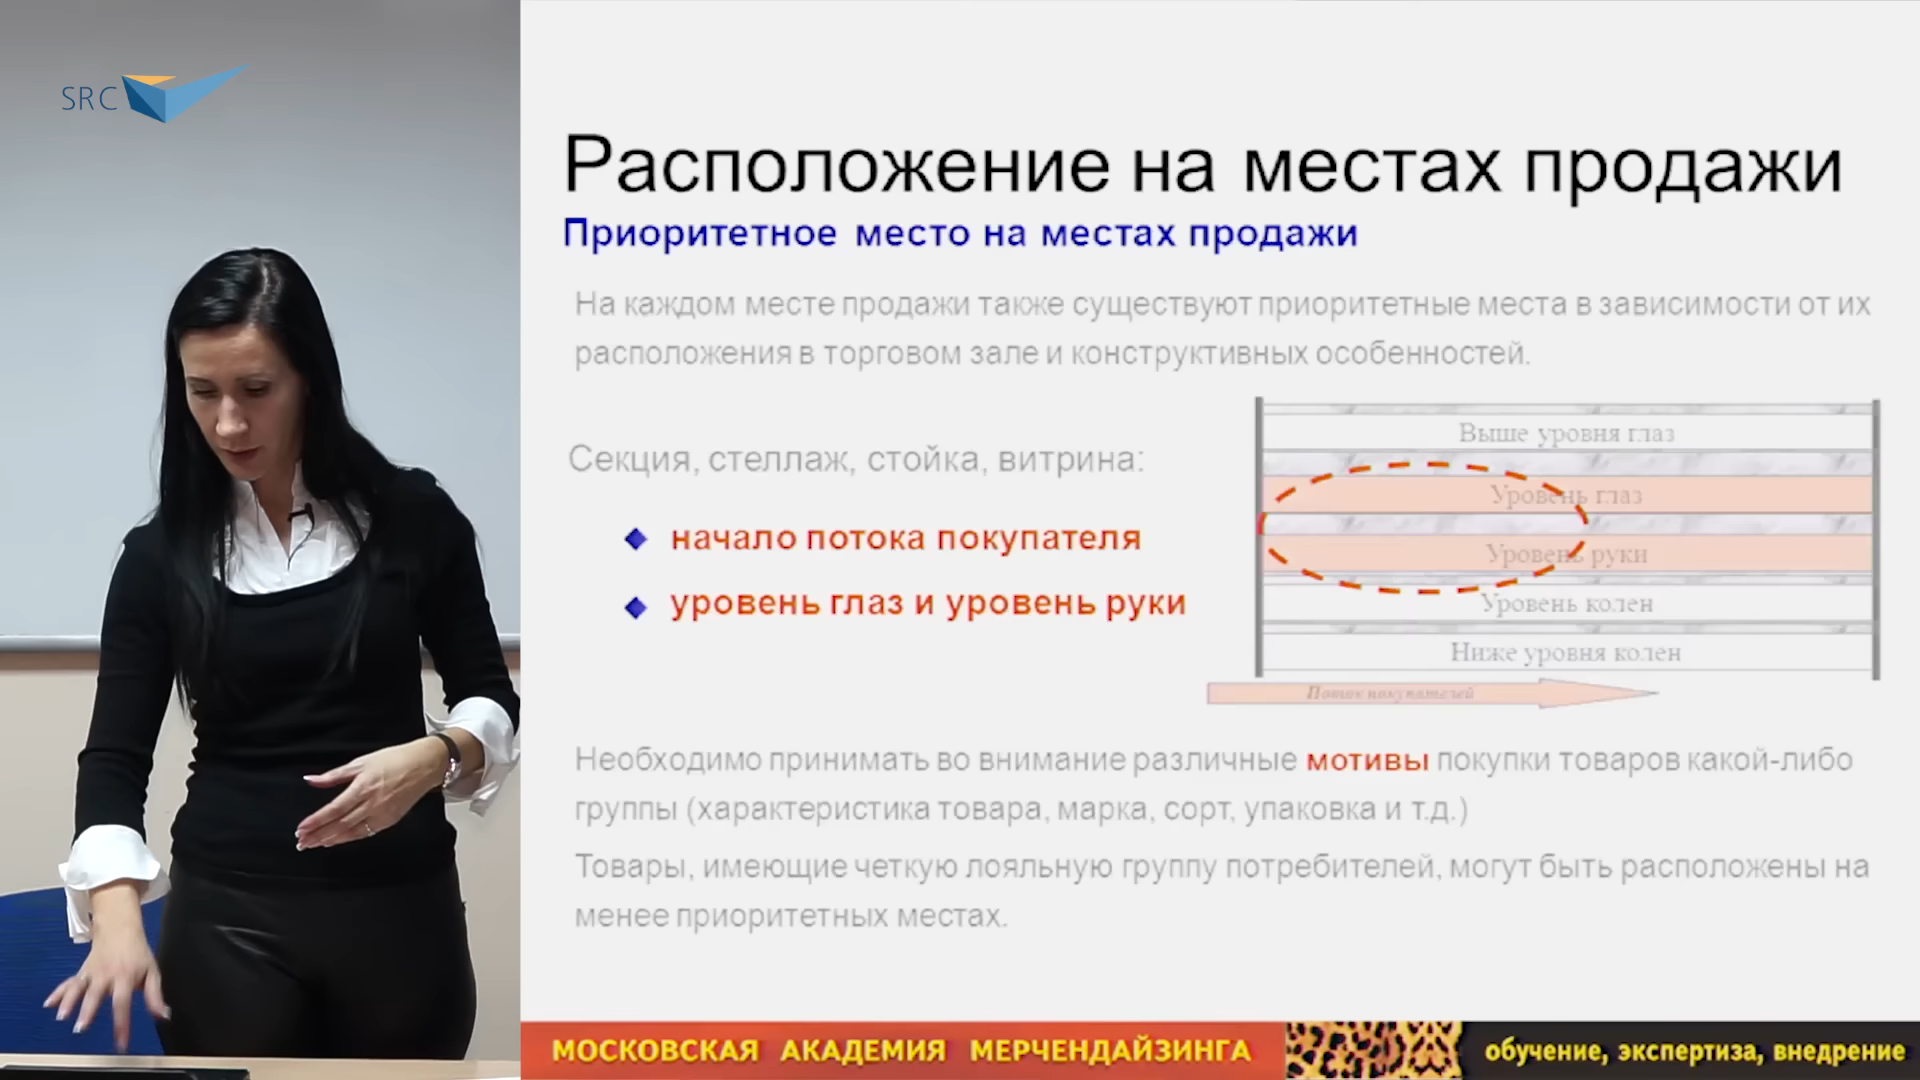 SRC
Расположение на местах продажи
Приоритетное место на местах продажи
На каждом месте продажи также существуют приоритетные места в зависимости от их
расположения в торговом зале и конструктивных особенностей.
Секция, стеллаж, стойка, витрина:
начало потока покупателя
уровень глаз и уровень руки
Выше уровня глаз
Уровень глаз
Уровень руки
Уровень колен
Ниже уровня колен
Поток покупателей
Необходимо принимать во внимание различные мотивы покупки товаров какой-либо
группы (характеристика товара, марка, сорт, упаковка и т.д.)
Товары, имеющие четкую лояльную группу потребителей, могут быть расположены на
менее приоритетных местах.
МОСКОВСКАЯ АКАДЕМИЯ МЕРЧЕНДАЙЗИНГА
обучение, экспертиза, внедрение